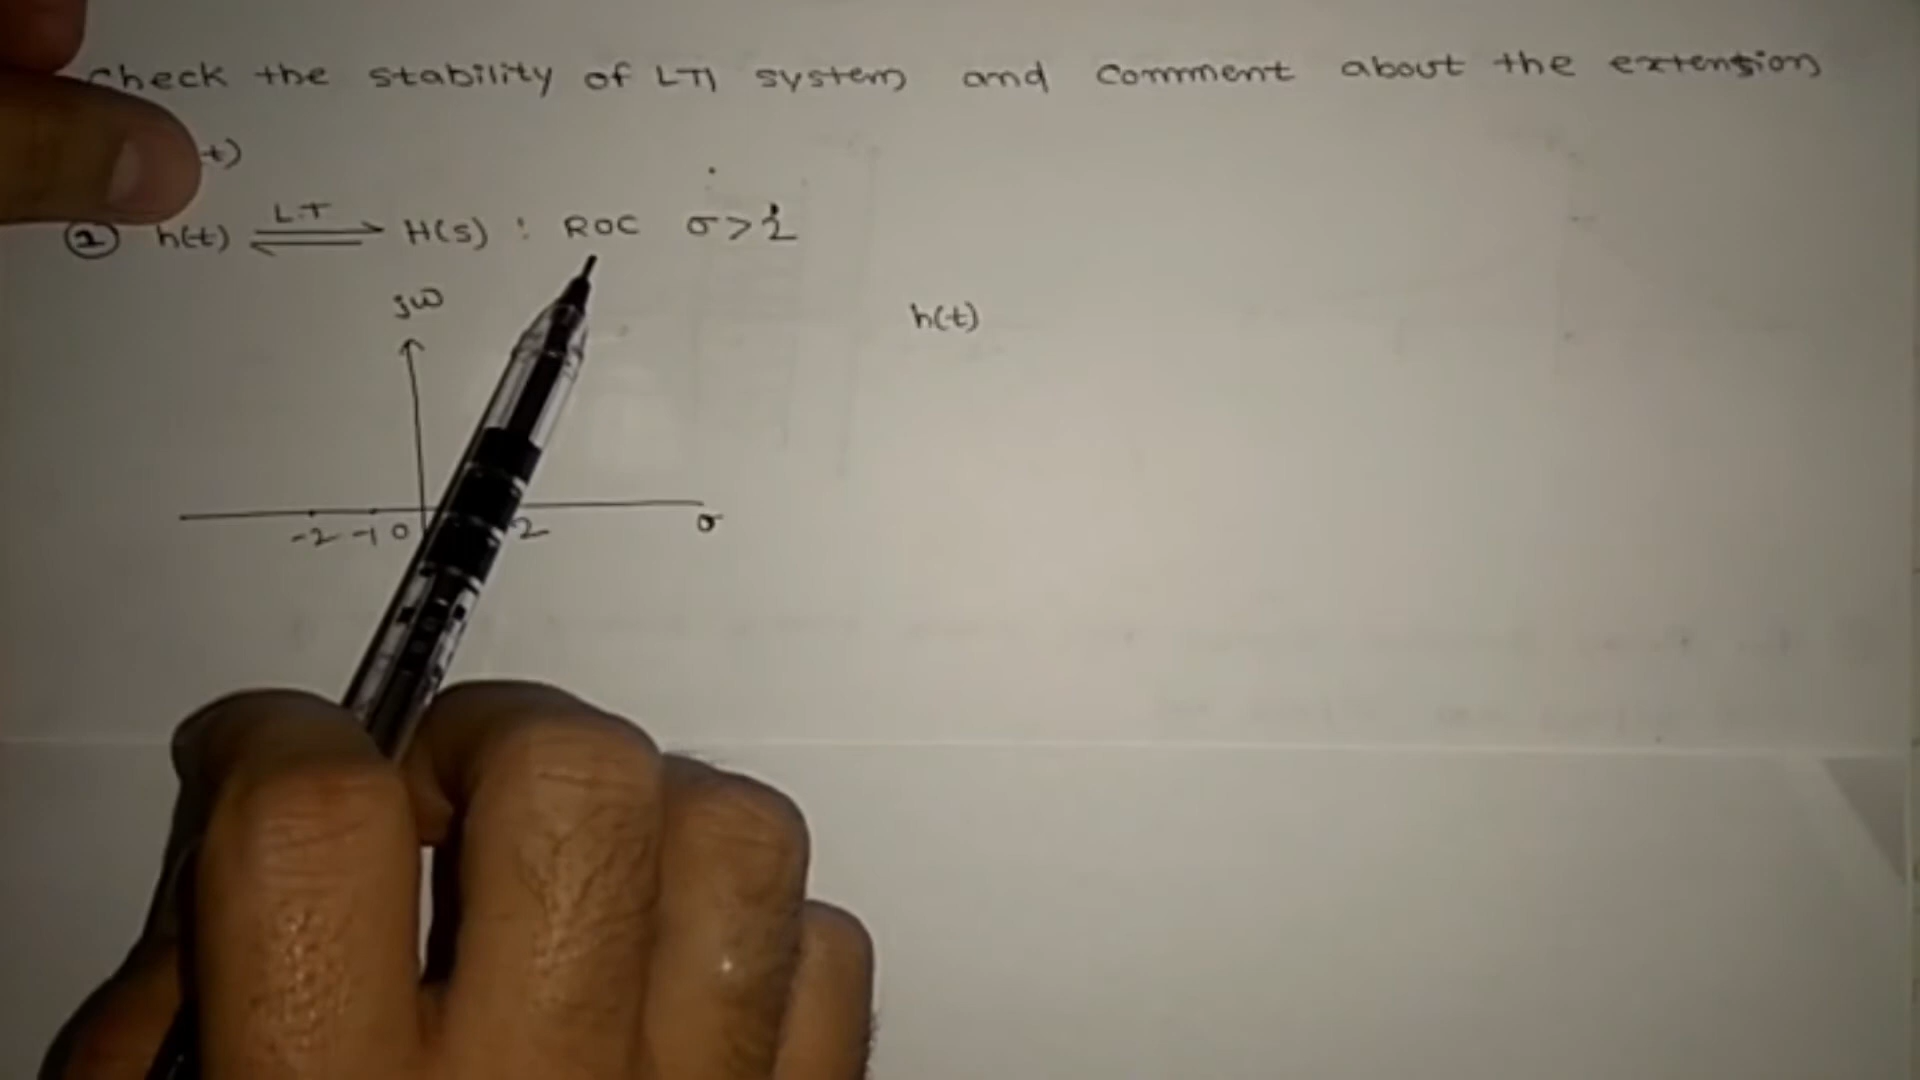 check the stability of LTI system and comment about the extension
t)
② h(t) L.T ⇌ H(s) : ROC σ>2
jω
h(t)
-2 -1 0 2 σ